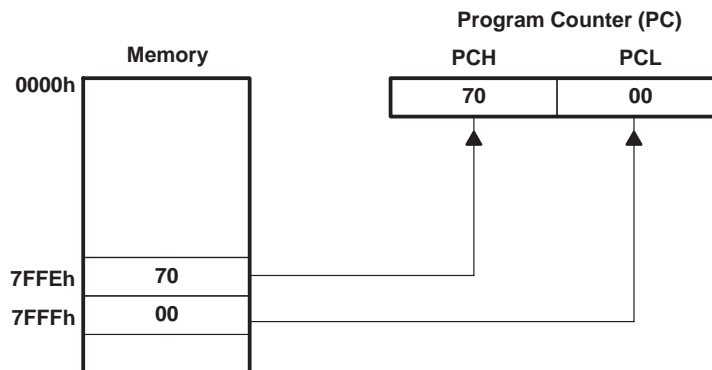 Program Counter (PC)
Memory
PCH
PCL
0000h
70
00
7FFEh
70
7FFFh
00